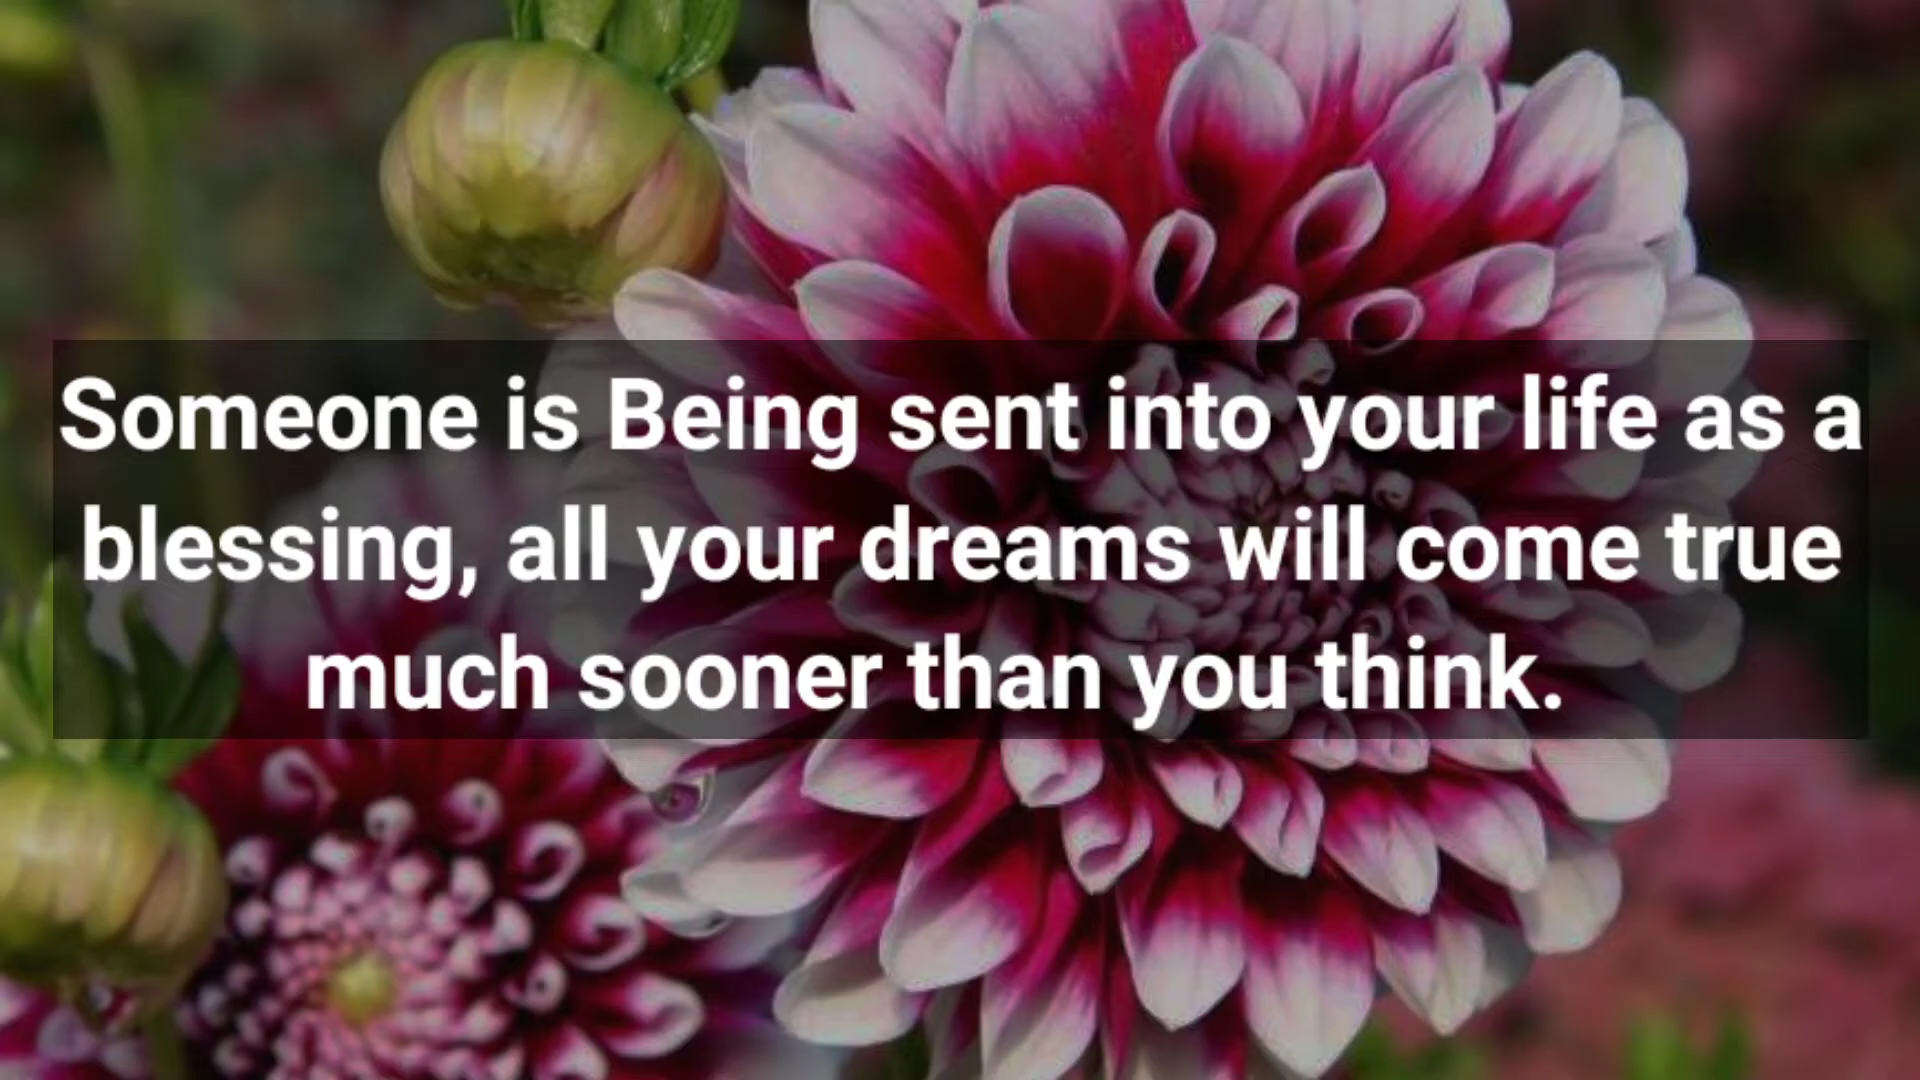 Someone is Being sent into your life as a
blessing, all your dreams will come true
much sooner than you think.